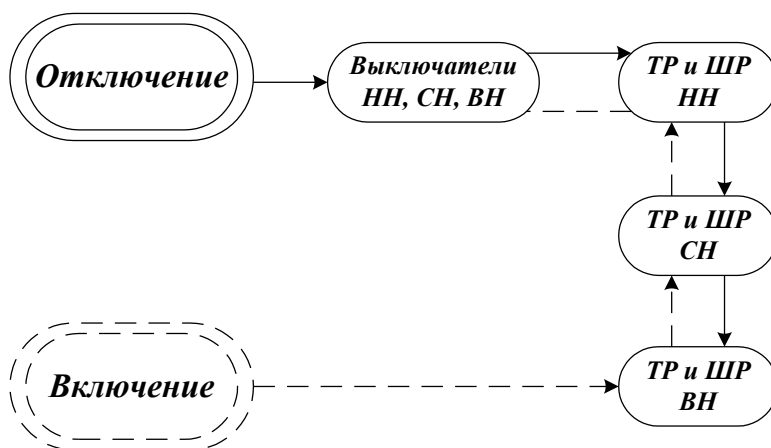 Отключение
Выключатели
НН, СН, ВН
ТР и ШР
НН
ТР и ШР
СН
Включение
ТР и ШР
ВН